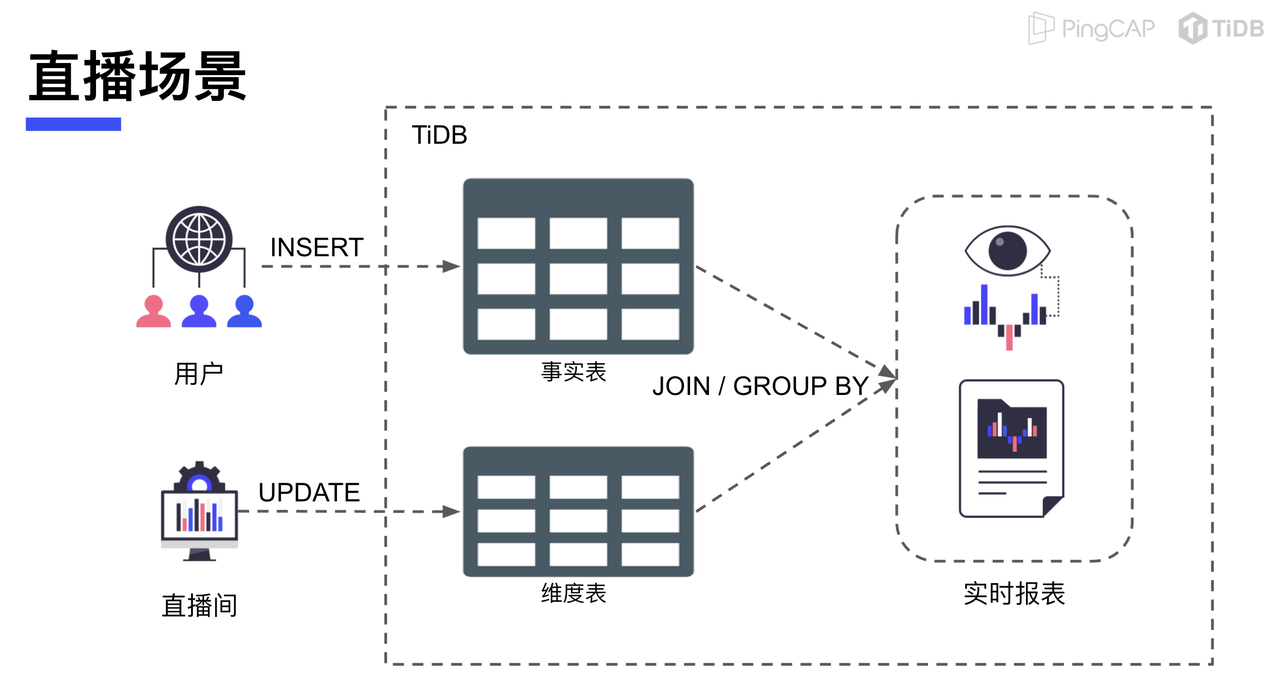 PingCAP TiDB
直播场景
TiDB
INSERT
用户
事实表
JOIN / GROUP BY
UPDATE
直播间
维度表
实时报表